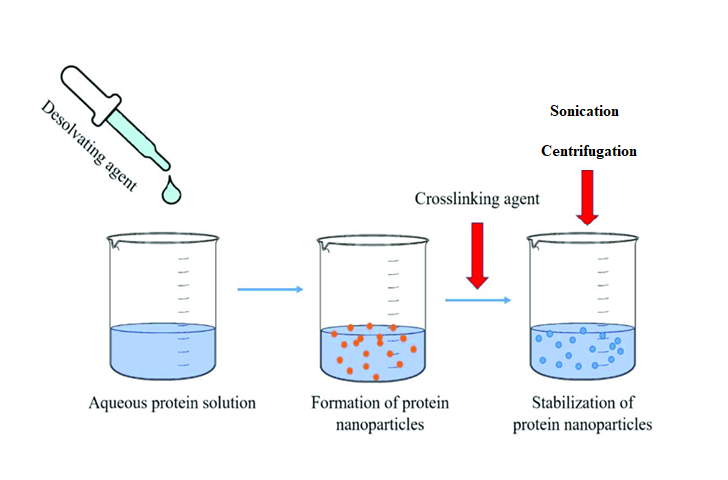 Desolvating agent
Sonication
Centrifugation
Crosslinking agent
Aqueous protein solution
Formation of protein
nanoparticles
Stabilization of
protein nanoparticles